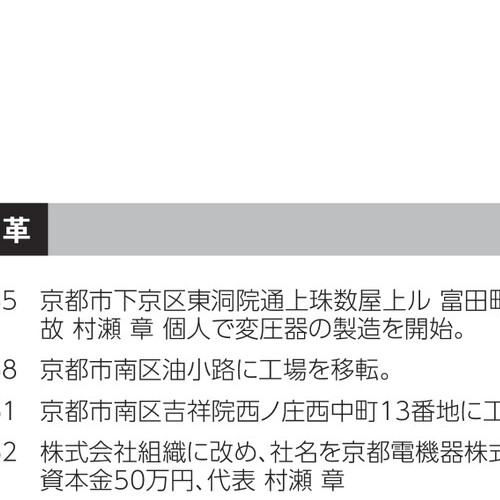 革
5 京都市下京区東洞院通上珠数屋上ル 富田
故 村瀬 章 個人で変圧器の製造を開始。
8 京都市南区油小路に工場を移転。
1 京都市南区吉祥院西ノ庄西中町13番地に工
2 株式会社組織に改め、社名を京都電機器株式
資本金50万円、代表 村瀬 章